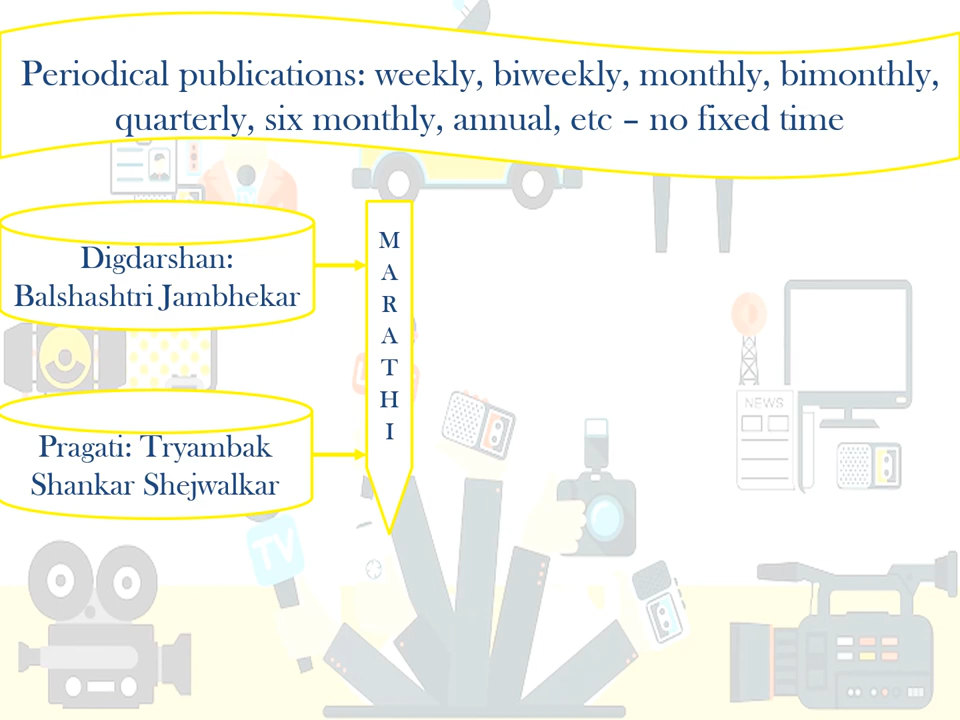 Periodical publications: weekly, biweekly, monthly, bimonthly,
quarterly, six monthly, annual, etc – no fixed time
Digdarshan:
Balshashtri Jambhekar
M
A
R
A
T
H
I
Pragati: Tryambak
Shankar Shejwalkar
NEWS
TV